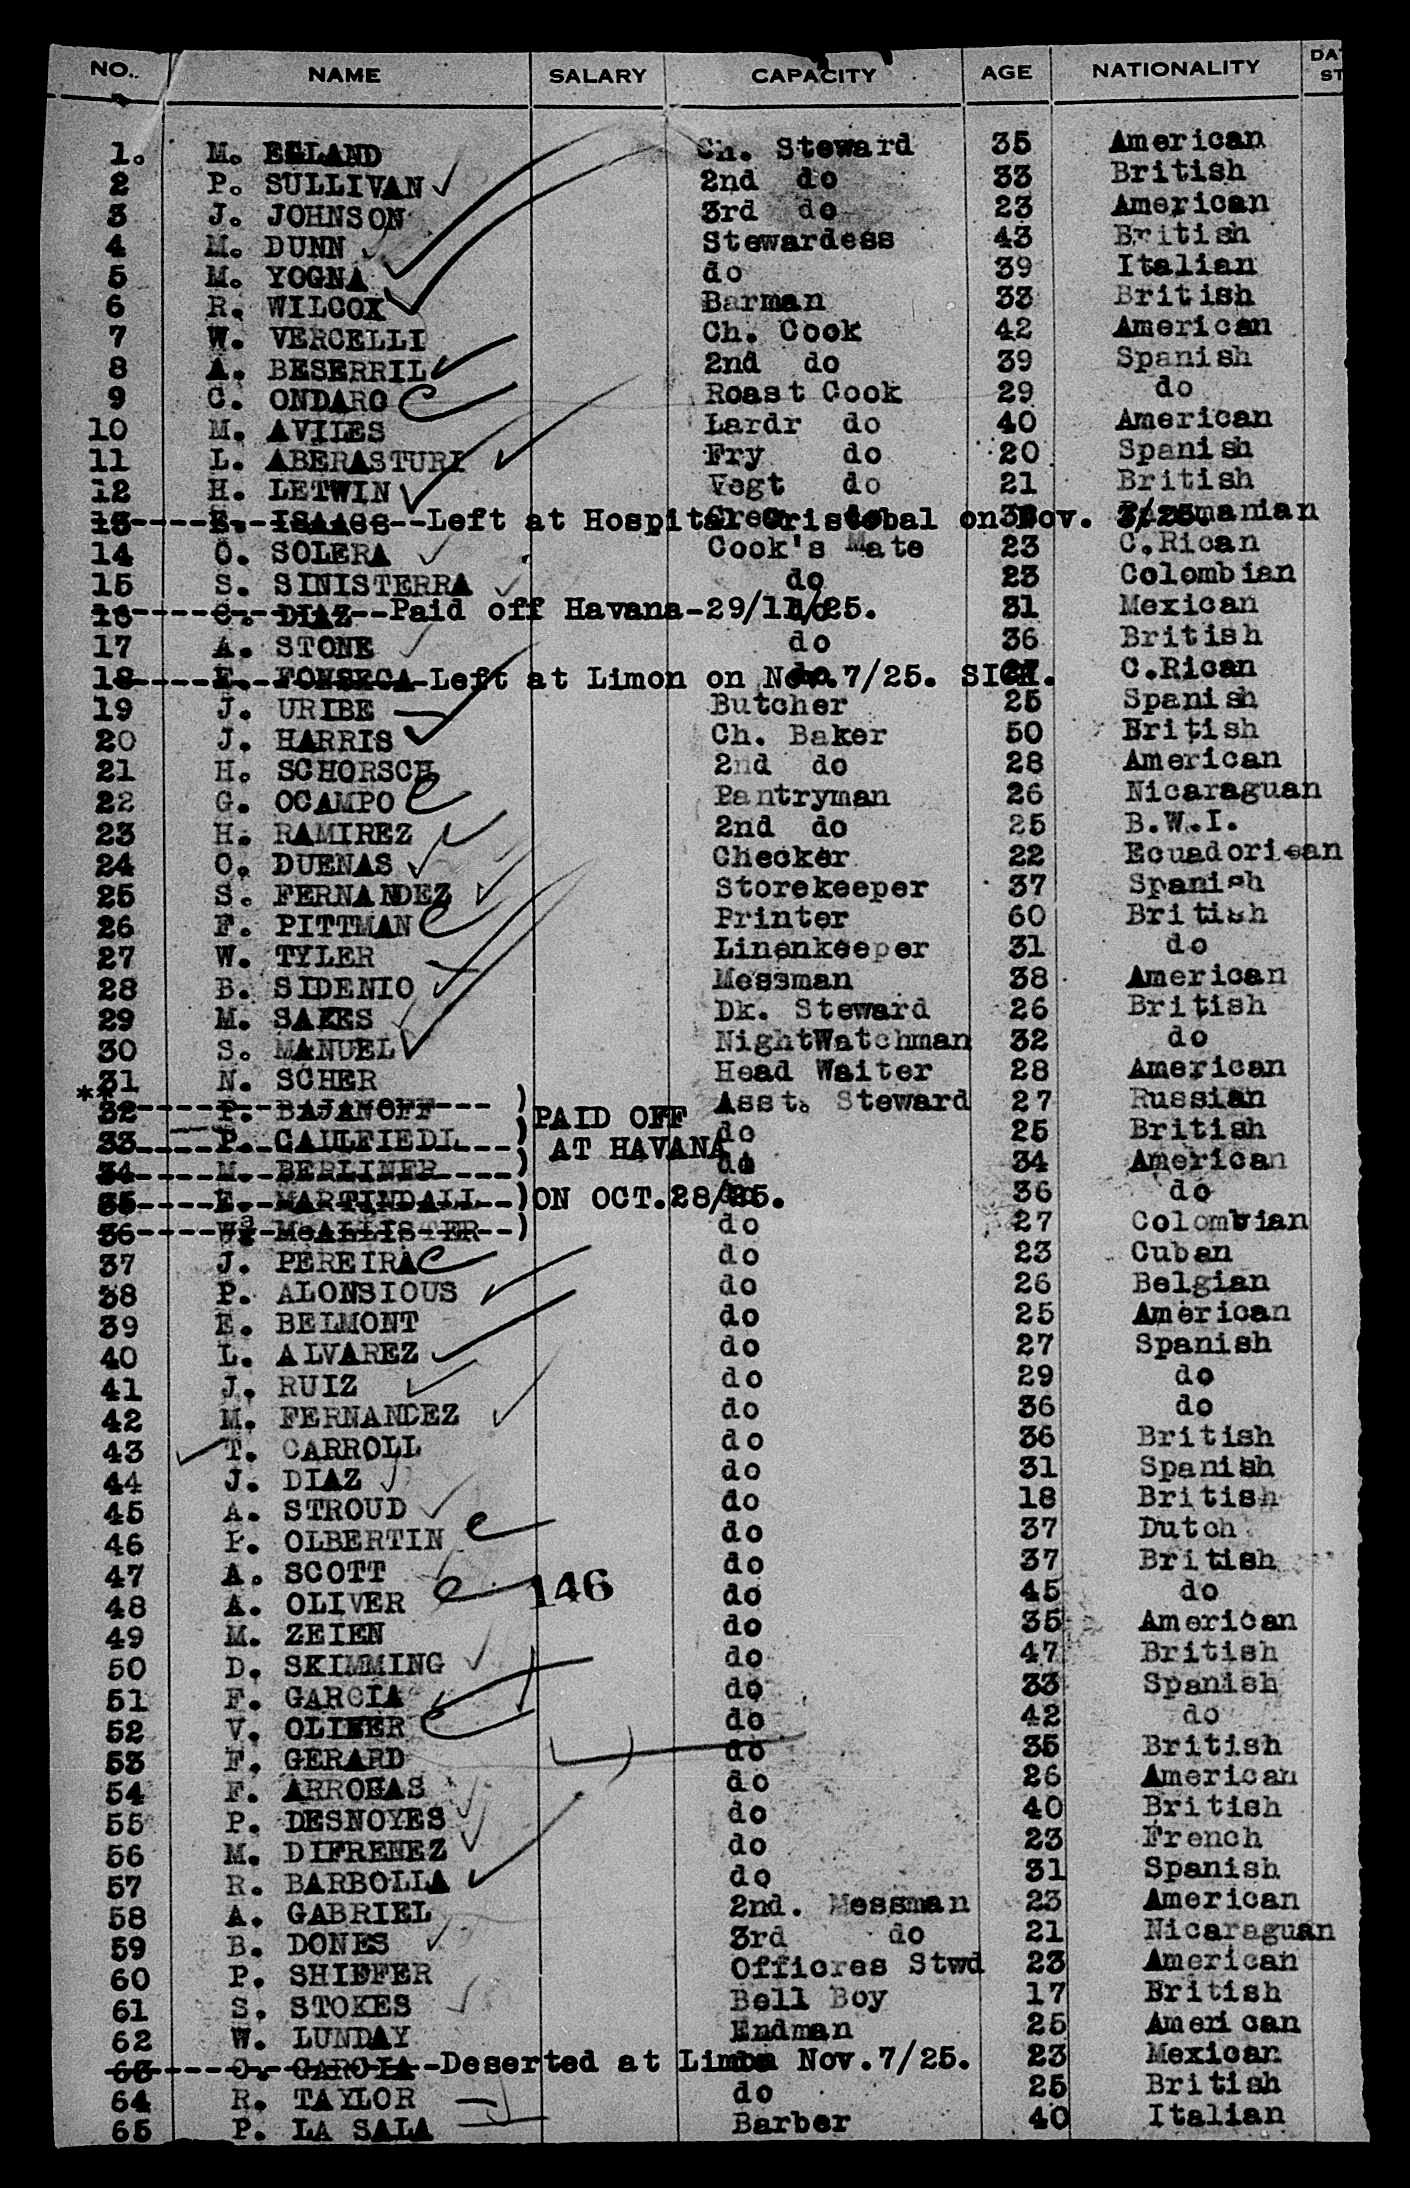 NO. NAME SALARY CAPACITY AGE NATIONALITY DA
ST
1. M. EGLAND Ch. Steward 35 American
2 P. SULLIVAN 2nd do 33 British
3 J. JOHNSON 3rd do 23 American
4 M. DUNN Stewardess 43 British
5 M. YOGNA do 39 Italian
6 R. WILCOX Barman 33 British
7 W. VERCELLI Ch. Cook 42 American
8 A. BESERRIL 2nd do 39 Spanish
9 C. ONDARO Roast Cook 29 do
10 M. AVILES Lardr do 40 American
11 L. ABERASTURI Fry do 20 Spanish
12 H. LETWIN Vegt do 21 British
13-----E.-ISAACS--Left at Hospital Cristobal on Nov. 3/25.
14 O. SOLERA Cook's Mate 23 C.Rican
15 S. SINISTERRA do 23 Colombian
16-----C.-DIAZ--Paid off Havana-29/11/25. 31 Mexican
17 A. STONE do 36 British
18-----E.-FONSECA-Left at Limon on Nov.7/25. SICK. C.Rican
19 J. URIBE Butcher 25 Spanish
20 J. HARRIS Ch. Baker 50 British
21 H. SCHORSCH 2nd do 28 American
22 G. OCAMPO Pantryman 26 Nicaraguan
23 H. RAMIREZ 2nd do 25 B.W.I.
24 O. DUENAS Checker 22 Ecuadoriean
25 S. FERNANDEZ Storekeeper 37 Spanish
26 F. PITTMAN Printer 60 British
27 W. TYLER Linenkeeper 31 do
28 B. SIDENIO Messman 38 American
29 M. SAKES Dk. Steward 26 British
30 S. MANUEL NightWatchman 32 do
31 N. SCHER Head Waiter 28 American
**32-----P.-BAJANOFF---) Asst. Steward 27 Russian
PAID OFF
33-----P.-CAULFIEDL---) do 25 British
AT HAVANA
34-----M.-BERLINER----) do 34 American
35-----E.-MARTINDALL--)ON OCT.28/25. 36 do
36-----W.-McALLISTER--) do 27 Colombian
37 J. PEREIRA do 23 Cuban
38 P. ALONSIOUS do 26 Belgian
39 E. BELMONT do 25 American
40 L. ALVAREZ do 27 Spanish
41 J. RUIZ do 29 do
42 M. FERNANDEZ do 36 do
43 T. CARROLL do 36 British
44 J. DIAZ do 31 Spanish
45 A. STROUD do 18 British
46 P. OLBERTIN do 37 Dutch
47 A. SCOTT do 37 British
146
48 A. OLIVER do 45 do
49 M. ZEIEN do 35 American
50 D. SKIMMING do 47 British
51 F. GARCIA do 33 Spanish
52 V. OLIEER do 42 do
53 F. GERARD do 35 British
54 F. ARROGAS do 26 American
55 P. DESNOYES do 40 British
56 M. DIFRENEZ do 23 French
57 R. BARBOLLA do 31 Spanish
58 A. GABRIEL 2nd. Messman 23 American
59 B. DONES 3rd do 21 Nicaraguan
60 P. SHIEFER Officres Stwd 23 American
61 S. STOKES Bell Boy 17 British
62 W. LUNDAY Endman 25 American
63-----C.-GARCIA-Deserted at Limon Nov.7/25. 23 Mexican
64 R. TAYLOR do 25 British
65 P. LA SALA Barber 40 Italian